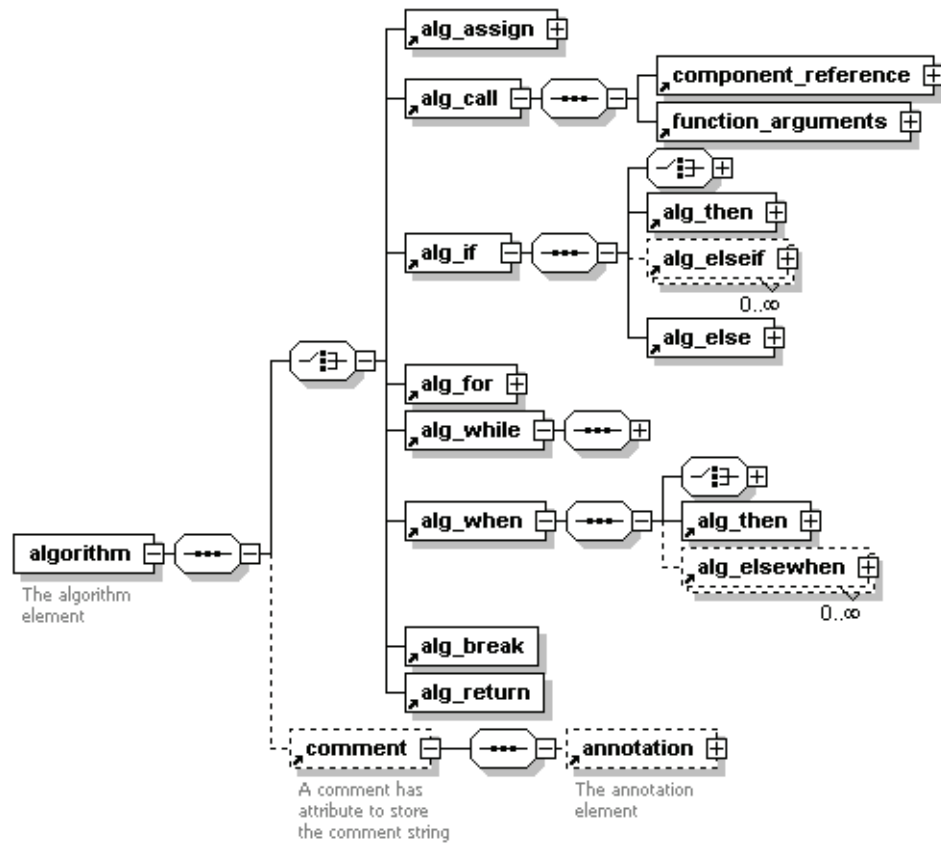 alg_assign
alg_call
component_reference
function_arguments
alg_if
alg_then
alg_elseif
0..∞
alg_else
alg_for
alg_while
alg_when
alg_then
alg_elsewhen
0..∞
algorithm
The algorithm
element
alg_break
alg_return
comment
A comment has
attribute to store
the comment string
annotation
The annotation
element